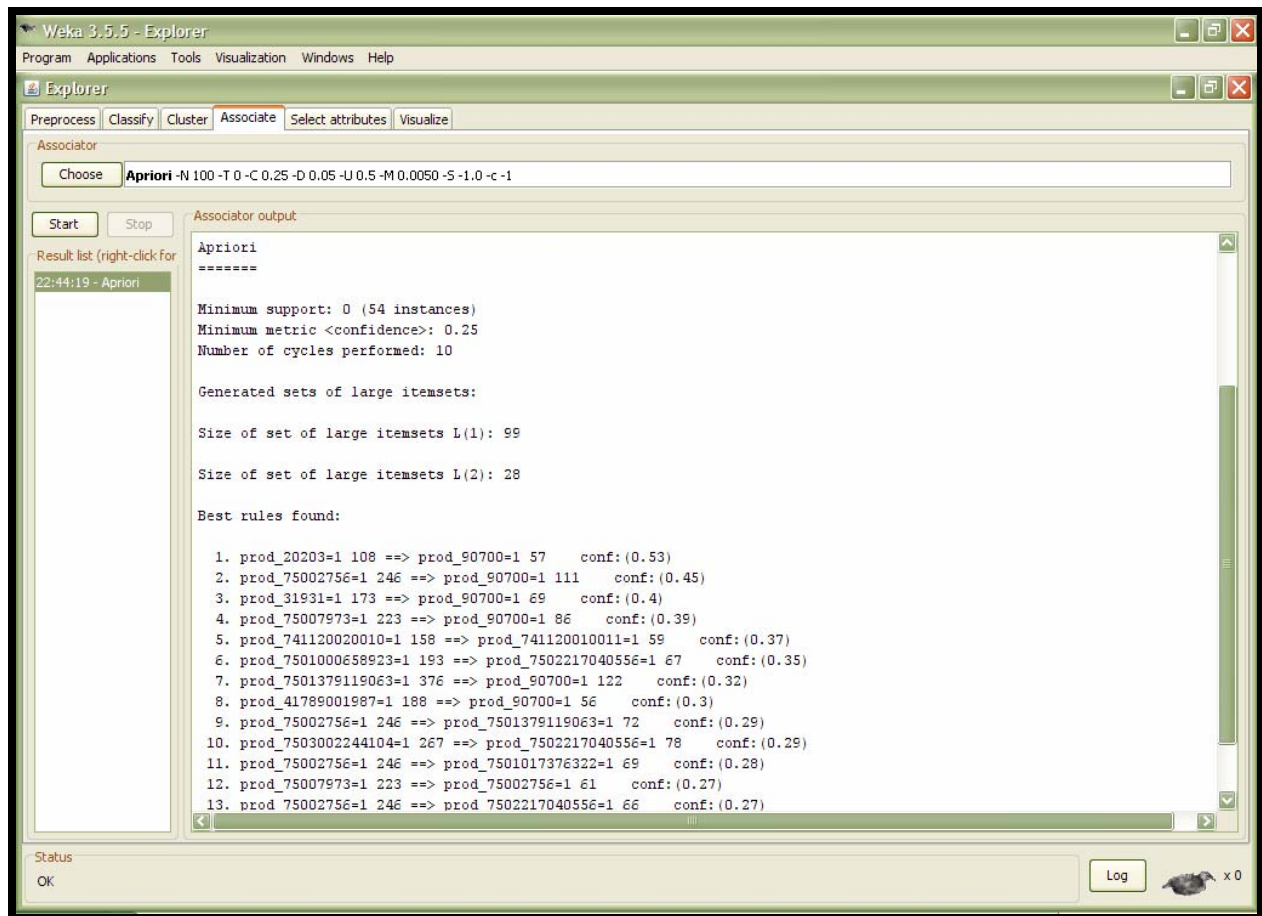 Weka 3.5.5 - Explorer
Program Applications Tools Visualization Windows Help
Explorer
Preprocess Classify Cluster Associate Select attributes Visualize
Associator
Choose Apriori -N 100 -T 0 -C 0.25 -D 0.05 -U 0.5 -M 0.0050 -S -1.0 -c -1
Start Stop
Result list (right-click for
22:44:19 - Apriori
Associator output
Apriori
=======
Minimum support: 0 (54 instances)
Minimum metric <confidence>: 0.25
Number of cycles performed: 10
Generated sets of large itemsets:
Size of set of large itemsets L(1): 99
Size of set of large itemsets L(2): 28
Best rules found:
1. prod_20203=1 108 ==> prod_90700=1 57 conf:(0.53)
2. prod_75002756=1 246 ==> prod_90700=1 111 conf:(0.45)
3. prod_31931=1 173 ==> prod_90700=1 69 conf:(0.4)
4. prod_75007973=1 223 ==> prod_90700=1 86 conf:(0.39)
5. prod_741120020010=1 158 ==> prod_741120010011=1 59 conf:(0.37)
6. prod_7501000658923=1 193 ==> prod_7502217040556=1 67 conf:(0.35)
7. prod_7501379119063=1 376 ==> prod_90700=1 122 conf:(0.32)
8. prod_41789001987=1 188 ==> prod_90700=1 56 conf:(0.3)
9. prod_75002756=1 246 ==> prod_7501379119063=1 72 conf:(0.29)
10. prod_7503002244104=1 267 ==> prod_7502217040556=1 78 conf:(0.29)
11. prod_75002756=1 246 ==> prod_7501017376322=1 69 conf:(0.28)
12. prod_75007973=1 223 ==> prod_75002756=1 61 conf:(0.27)
13. prod_75002756=1 246 ==> prod_7502217040556=1 66 conf:(0.27)
Status
OK
Log
x 0